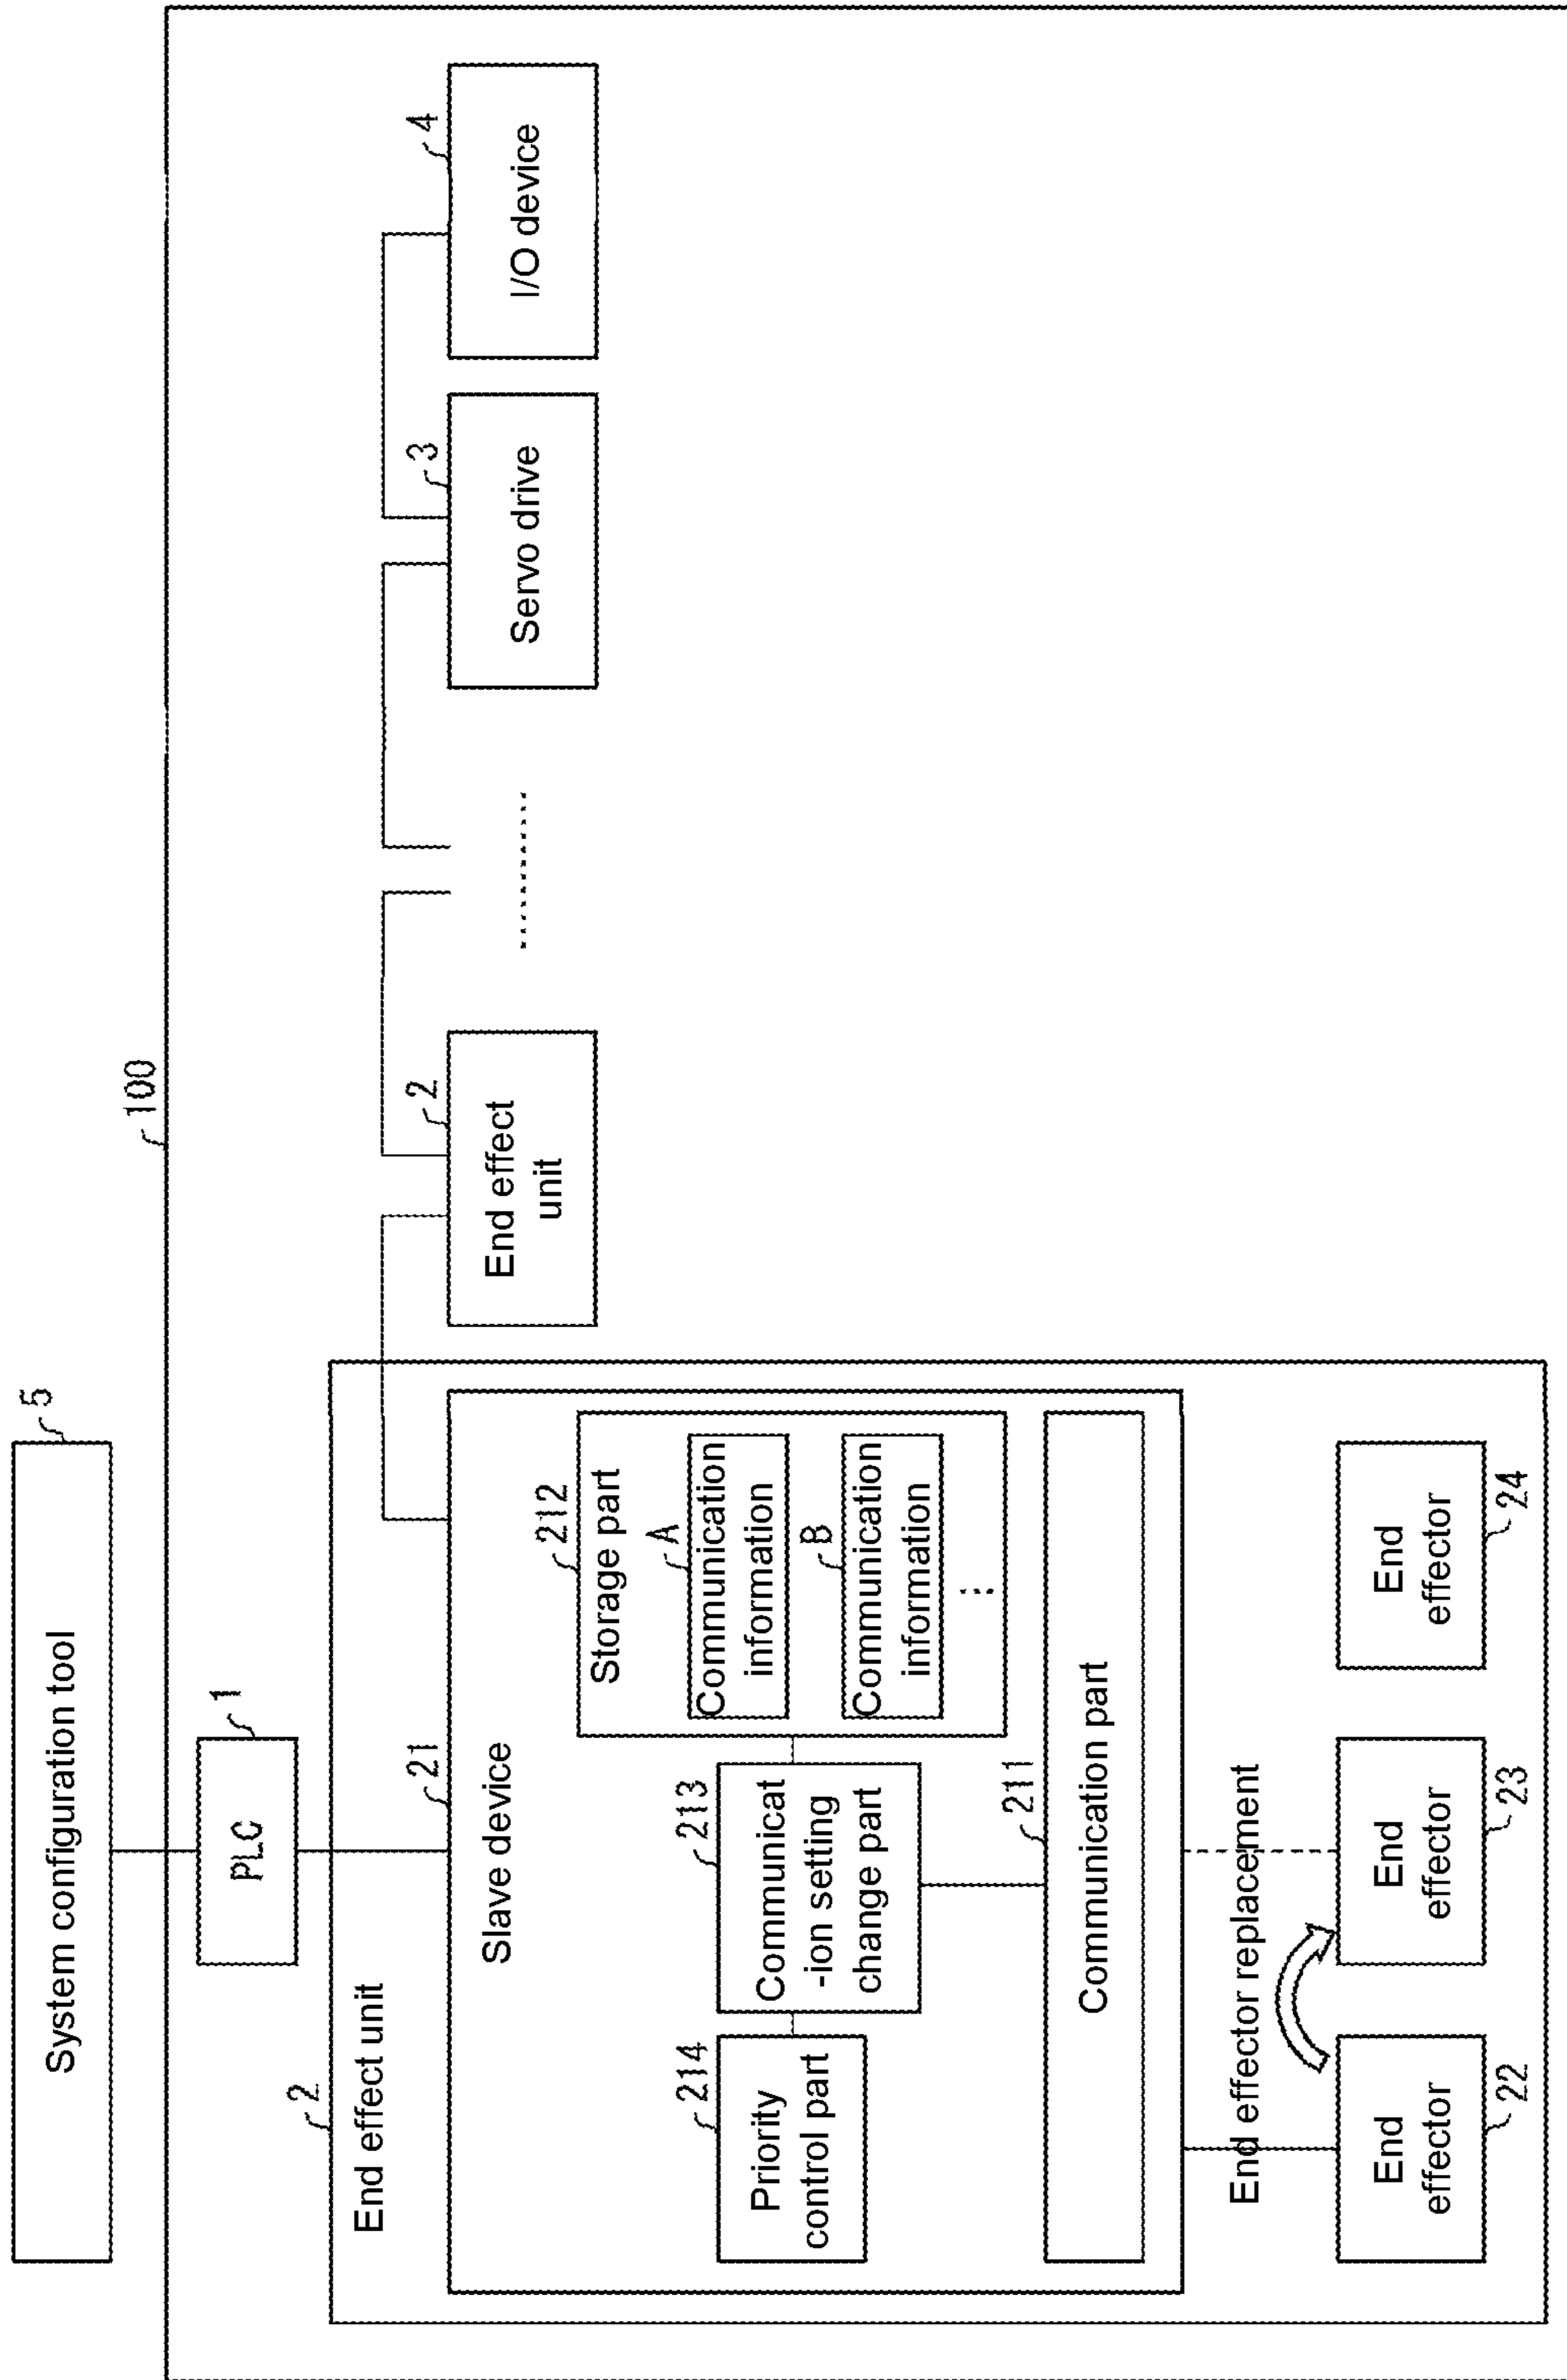 System configuration tool
5
100
PLC
1
2
End effect unit
21
Slave device
214
Priority
control part
213
Communicat
-ion setting
change part
212
Storage part
A
Communication
information
B
Communication
information
⋮
211
Communication part
End effector replacement
End
effector
22
End
effector
23
End
effector
24
2
End effect
unit
..........
3
Servo drive
4
I/O device